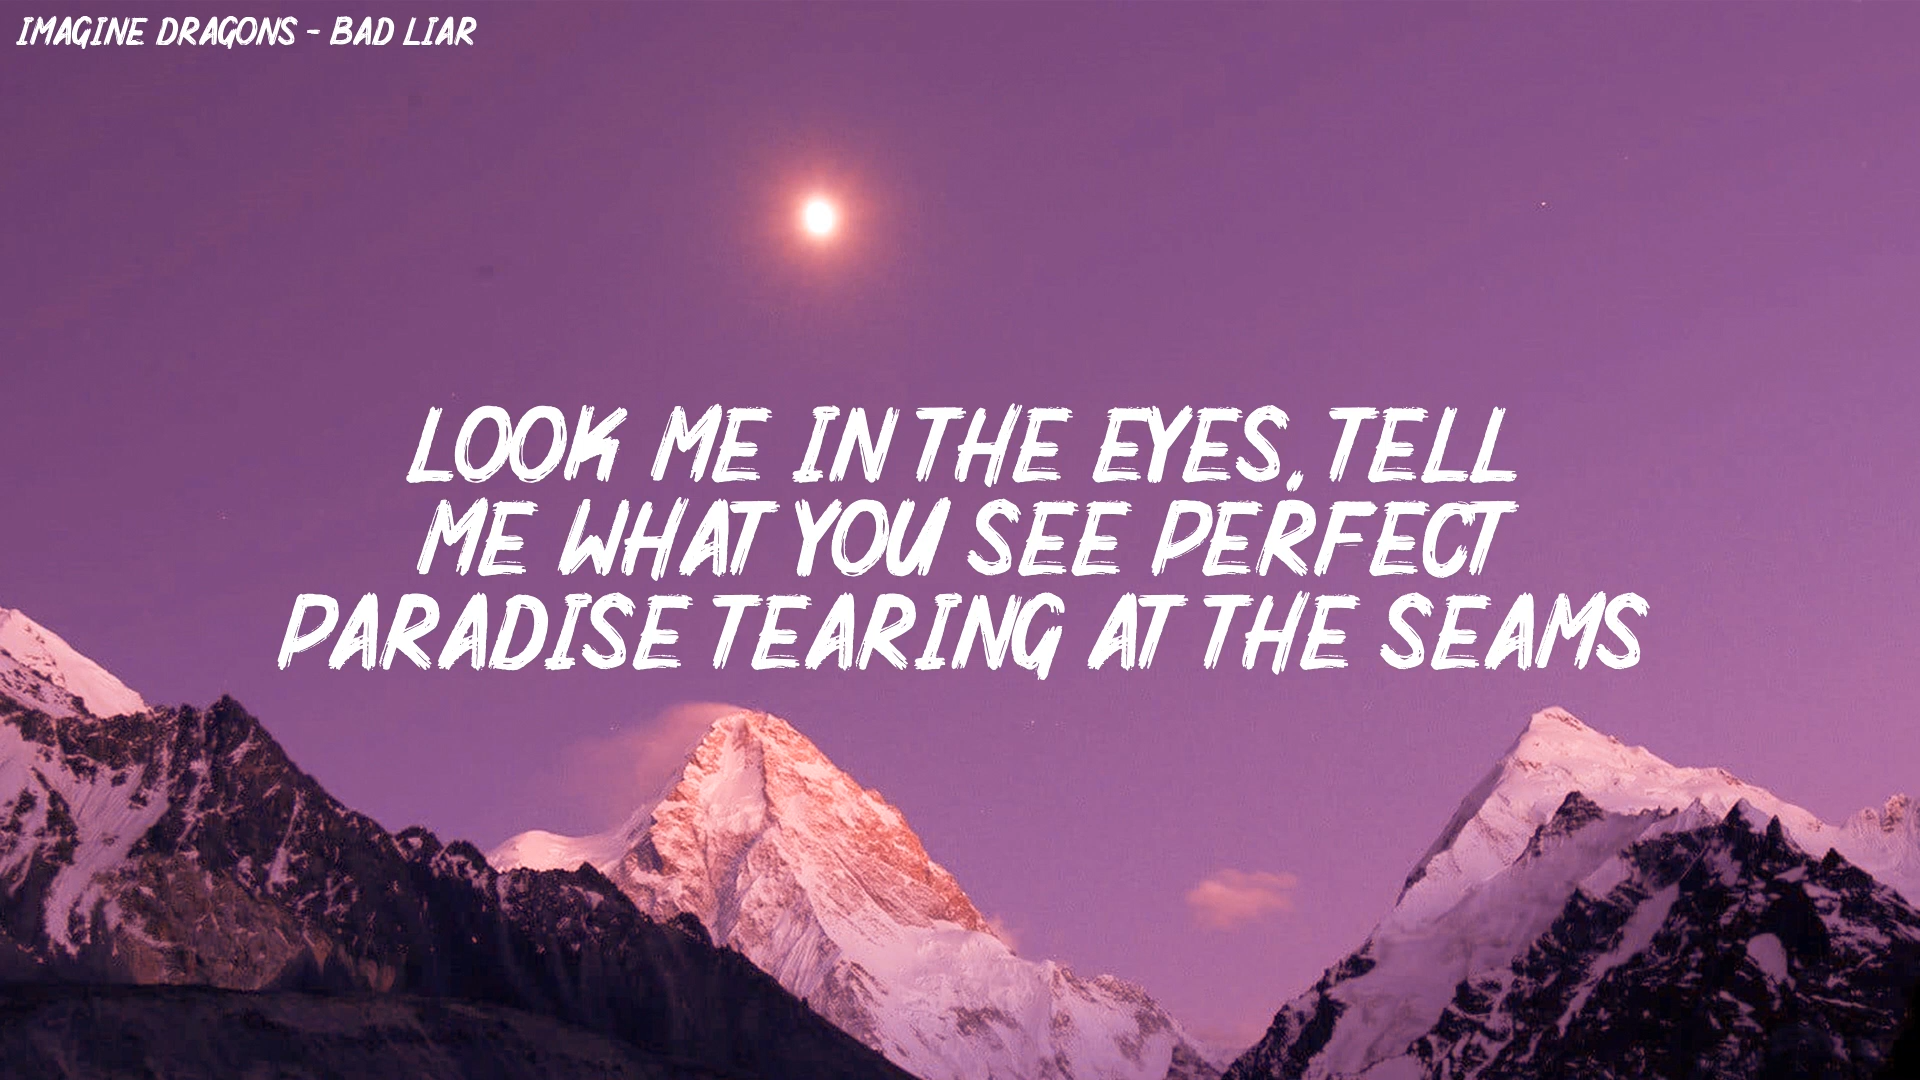 IMAGINE DRAGONS - BAD LIAR
LOOK ME IN THE EYES, TELL
ME WHAT YOU SEE PERFECT
PARADISE TEARING AT THE SEAMS